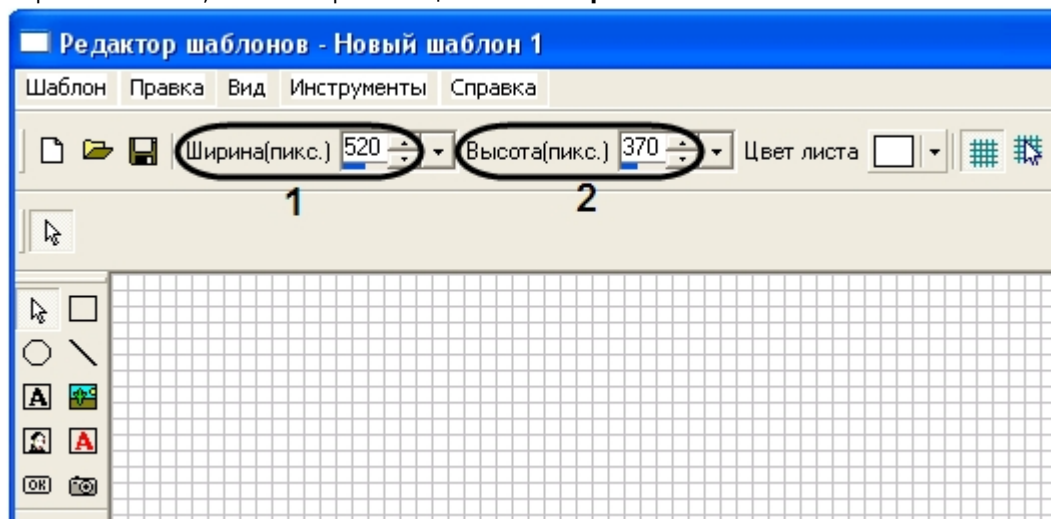 Редактор шаблонов - Новый шаблон 1
Шаблон Правка Вид Инструменты Справка
Ширина(пикс.) 520 Высота(пикс.) 370 Цвет листа
1 2
A
A
OK